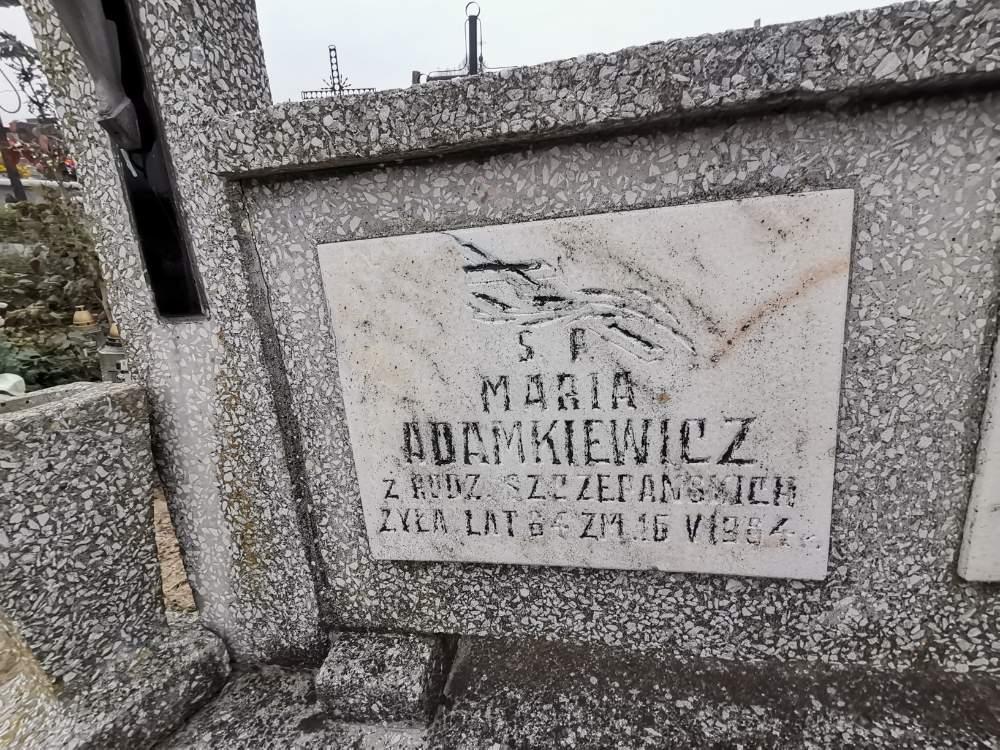 S P
MARIA
ADAMKIEWICZ
Z RODZ SZCZEPAŃSKICH
ŻYŁA LAT 64 ZM. 16 V 1984